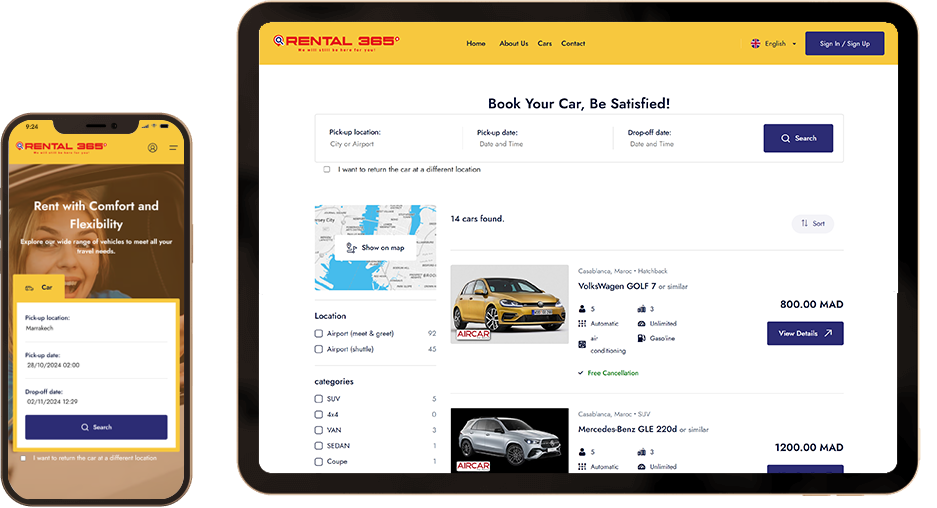 9:24
RENTAL 365
We will still be here for you!
Rent with Comfort and
Flexibility
Explore our wide range of vehicles to meet all your
travel needs.
Car
Pick-up location:
Marrakech
Pick-up date:
28/10/2024 02:00
Drop-off date:
02/11/2024 12:29
Search
I want to return the car at a different location
RENTAL 365
We will still be here for you!
Home About Us Cars Contact
English
Sign In / Sign Up
Book Your Car, Be Satisfied!
Pick-up location: Pick-up date: Drop-off date:
City or Airport Date and Time Date and Time
Search
I want to return the car at a different location
ersey City
Show on map
14 cars found.
Sort
Location
Airport (meet & greet) 92
Airport (shuttle) 45
categories
SUV 5
4x4 0
VAN 3
SEDAN 1
Coupe 1
AIRCAR
Casablanca, Maroc • Hatchback
VolksWagen GOLF 7 or similar
5 3
Automatic Unlimited
air
conditioning
Gasoline
Free Cancellation
800.00 MAD
View Details
AIRCAR
Casablanca, Maroc • SUV
Mercedes-Benz GLE 220d or similar
5 3
Automatic Unlimited
1200.00 MAD